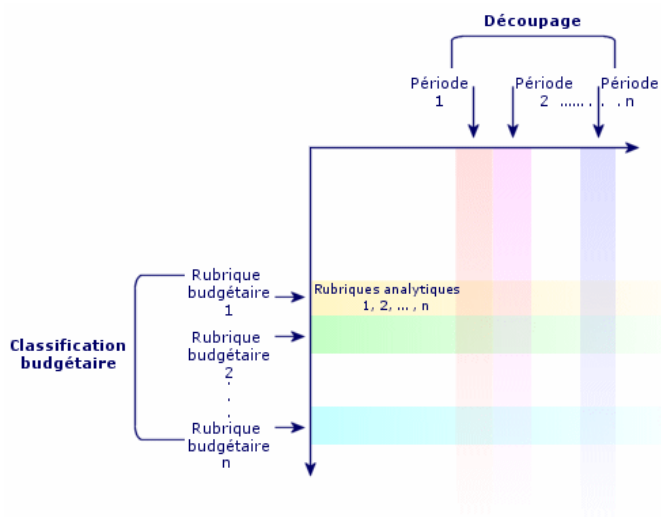 Découpage
Période
1
Période
2 ...... . . . n
Période
Rubrique
budgétaire
1
Rubriques analytiques
1, 2, ... , n
Classification
budgétaire
Rubrique
budgétaire
2
.
.
.
Rubrique
budgétaire
n